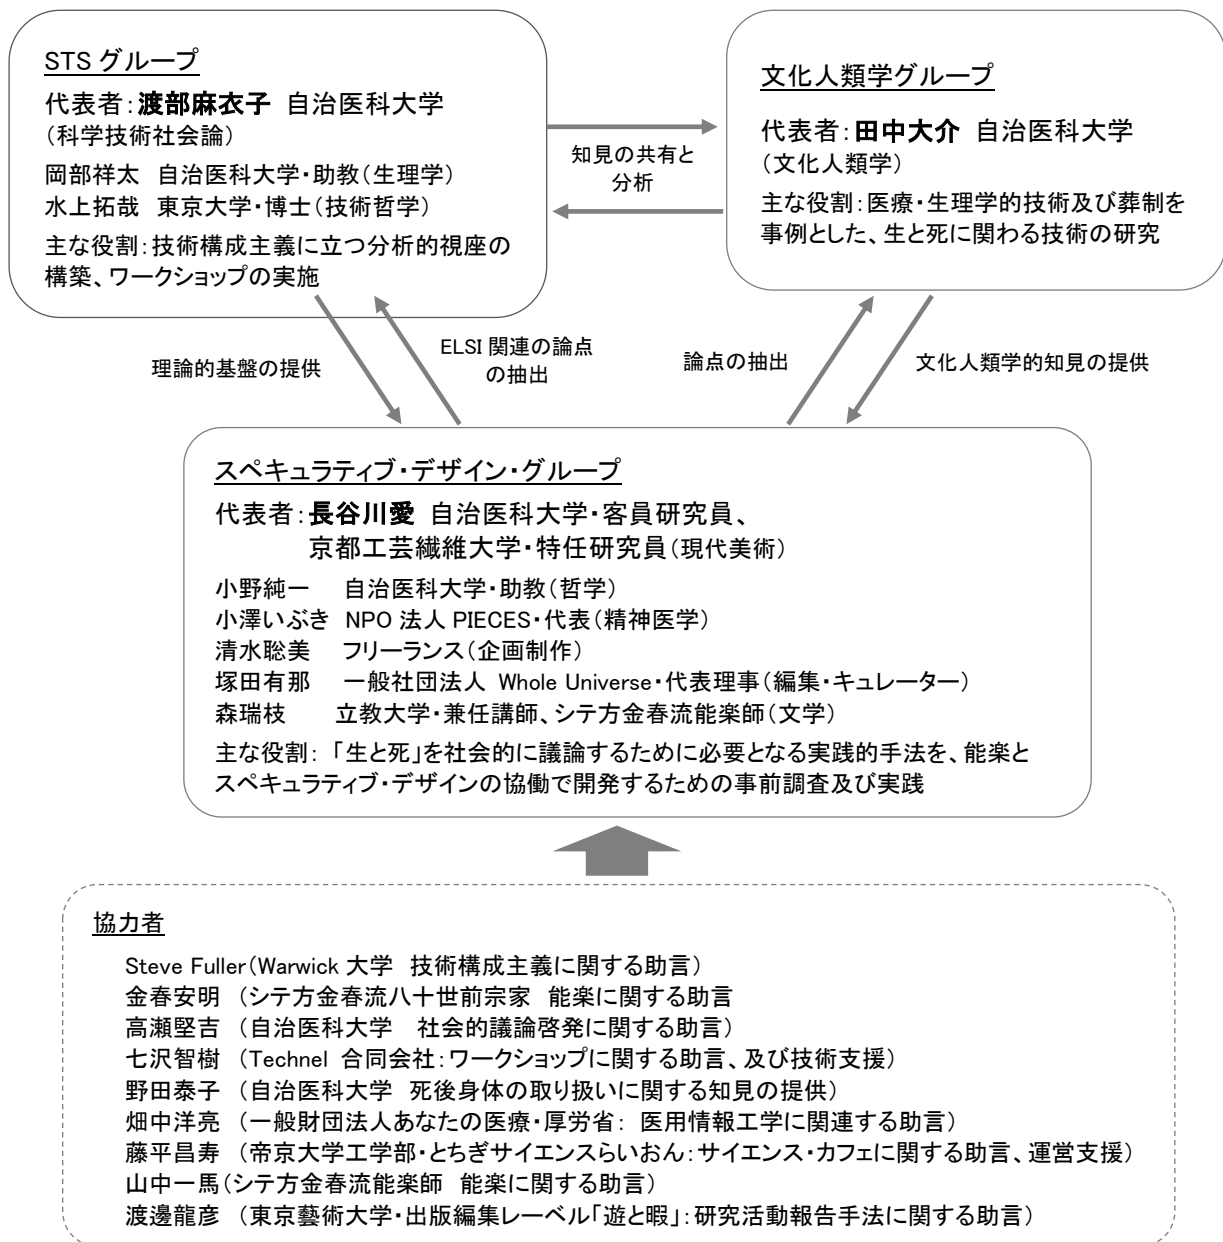 STS グループ
代表者：渡部麻衣子 自治医科大学
（科学技術社会論）
岡部祥太 自治医科大学・助教（生理学）
水上拓哉 東京大学・博士（技術哲学）
主な役割：技術構成主義に立つ分析的視座の
構築、ワークショップの実施
知見の共有と
分析
文化人類学グループ
代表者：田中大介 自治医科大学
（文化人類学）
主な役割：医療・生理学的技術及び葬制を
事例とした、生と死に関わる技術の研究
理論的基盤の提供
ELSI 関連の論点
の抽出
論点の抽出
文化人類学的知見の提供
スペキュラティブ・デザイン・グループ
代表者：長谷川愛 自治医科大学・客員研究員、
京都工芸繊維大学・特任研究員（現代美術）
小野純一 自治医科大学・助教（哲学）
小澤いぶき NPO 法人 PIECES・代表（精神医学）
清水聡美 フリーランス（企画制作）
塚田有那 一般社団法人 Whole Universe・代表理事（編集・キュレーター）
森瑞枝 立教大学・兼任講師、シテ方金春流能楽師（文学）
主な役割： 「生と死」を社会的に議論するために必要となる実践的手法を、能楽と
スペキュラティブ・デザインの協働で開発するための事前調査及び実践
協力者
Steve Fuller（Warwick 大学 技術構成主義に関する助言）
金春安明 （シテ方金春流八十世前宗家 能楽に関する助言
高瀬堅吉 （自治医科大学 社会的議論啓発に関する助言）
七沢智樹 （Technel 合同会社：ワークショップに関する助言、及び技術支援）
野田泰子 （自治医科大学 死後身体の取り扱いに関する知見の提供）
畑中洋亮 （一般財団法人あなたの医療・厚労省： 医用情報工学に関連する助言）
藤平昌寿 （帝京大学工学部・とちぎサイエンスらいおん：サイエンス・カフェに関する助言、運営支援）
山中一馬（シテ方金春流能楽師 能楽に関する助言）
渡邊龍彦 （東京藝術大学・出版編集レーベル「遊と暇」：研究活動報告手法に関する助言）